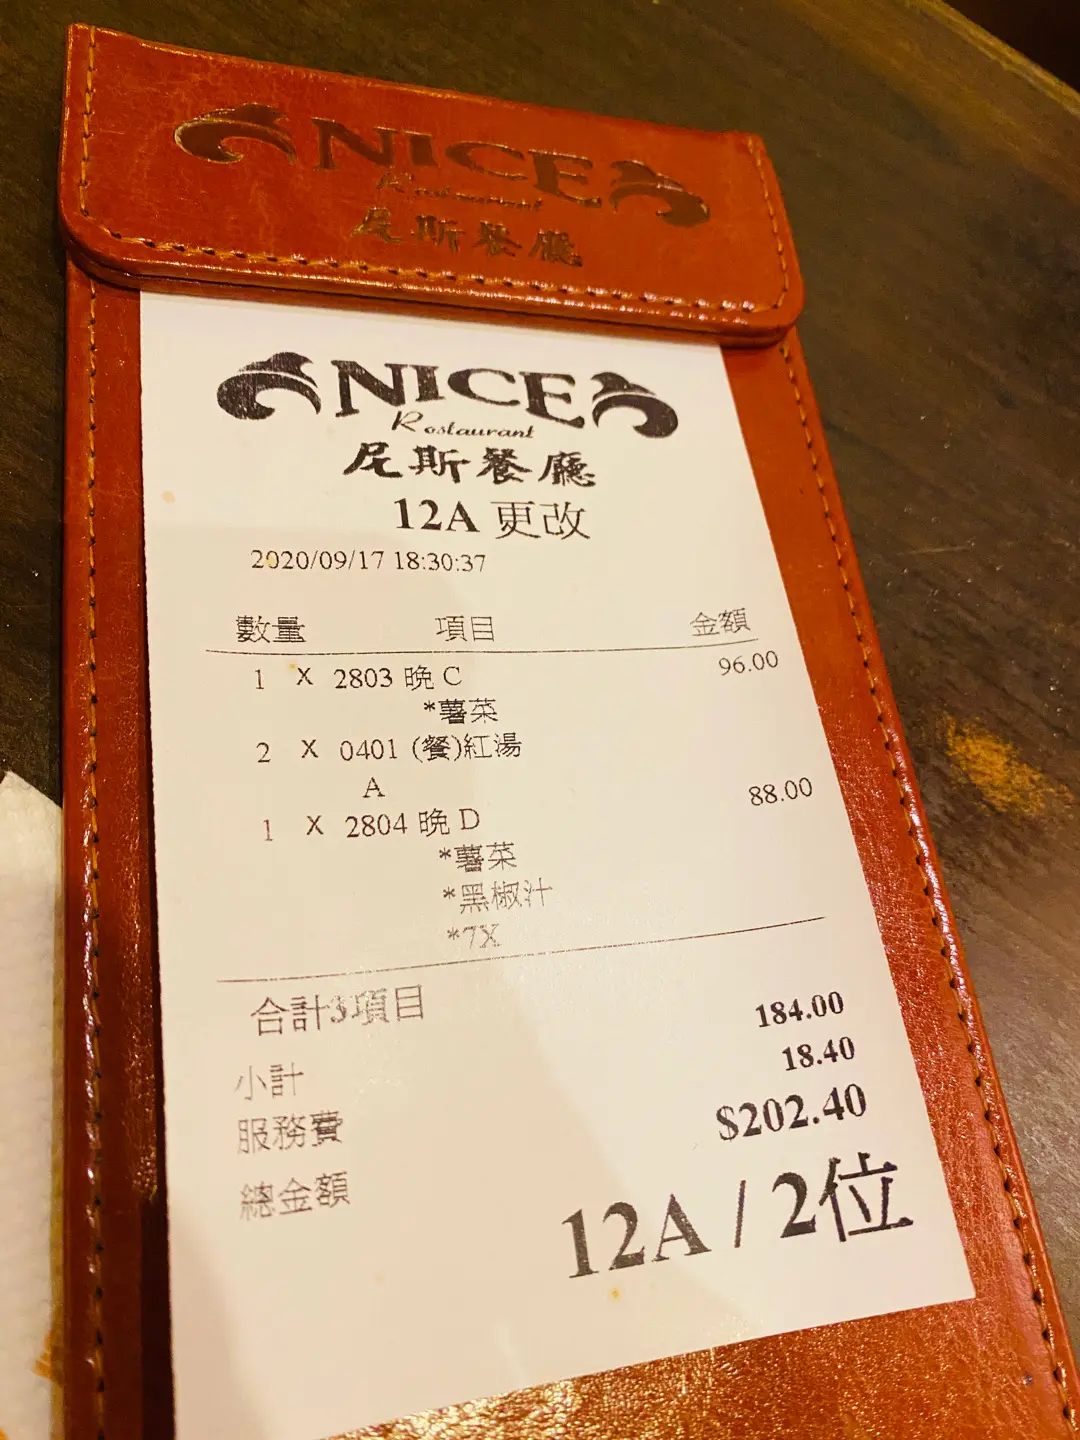 NICE
Restaurant
尼斯餐廳
NICE
Restaurant
尼斯餐廳
12A 更改
2020/09/17 18:30:37
數量 項目 金額
1 X 2803 晚 C 96.00
*薯菜
2 X 0401 (餐)紅湯
A
1 X 2804 晚 D 88.00
*薯菜
*黑椒汁
*7X
合計3項目
小計 184.00
服務費 18.40
總金額 $202.40
12A / 2位